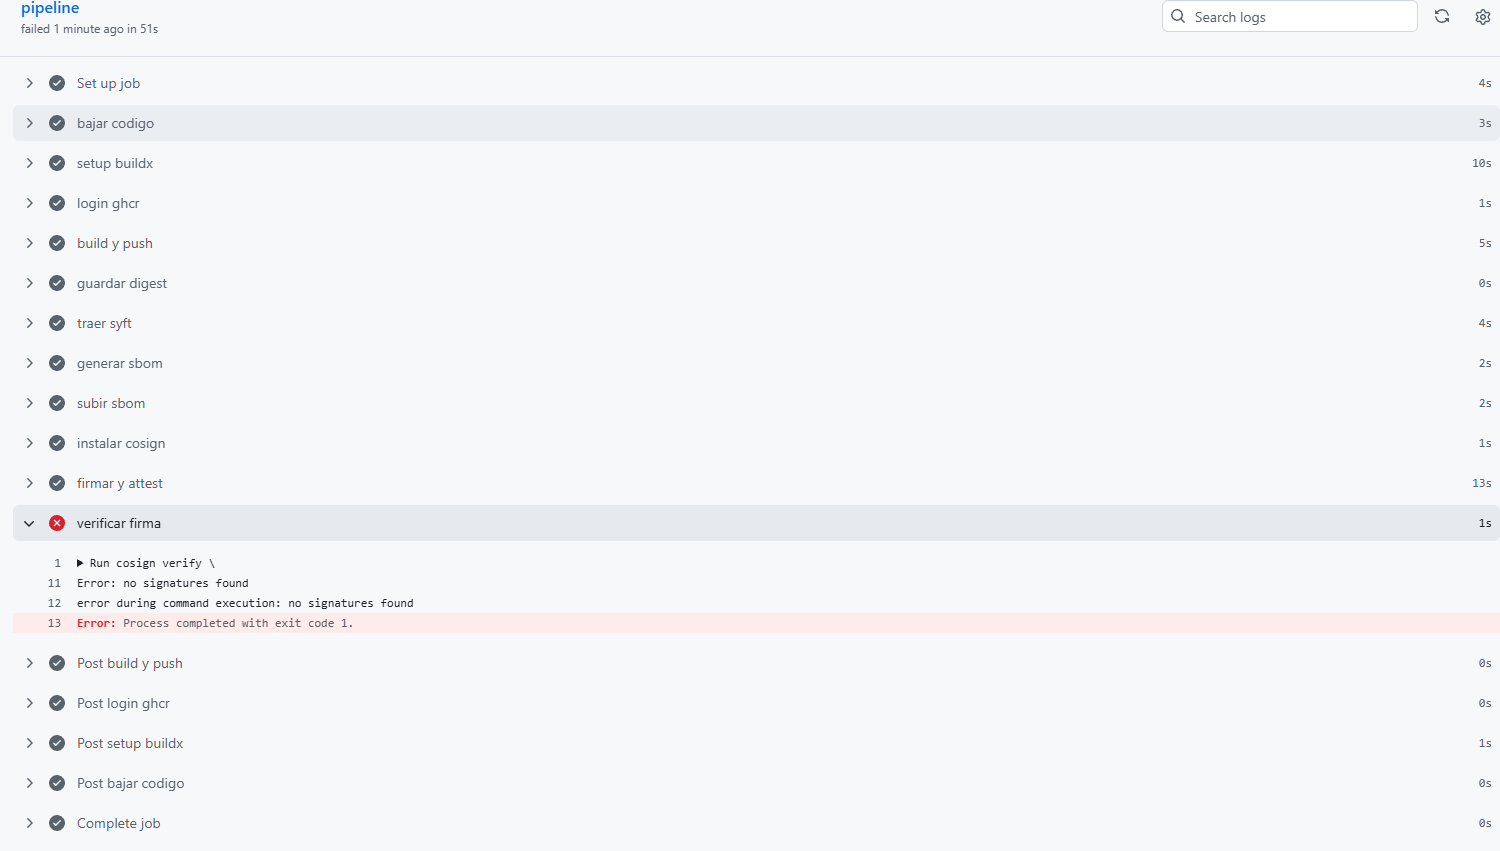 pipeline
failed 1 minute ago in 51s
Search logs
Set up job 4s
bajar codigo 3s
setup buildx 10s
login ghcr 1s
build y push 5s
guardar digest 0s
traer syft 4s
generar sbom 2s
subir sbom 2s
instalar cosign 1s
firmar y attest 13s
verificar firma 1s
1 Run cosign verify \
11 Error: no signatures found
12 error during command execution: no signatures found
13 Error: Process completed with exit code 1.
Post build y push 0s
Post login ghcr 0s
Post setup buildx 1s
Post bajar codigo 0s
Complete job 0s